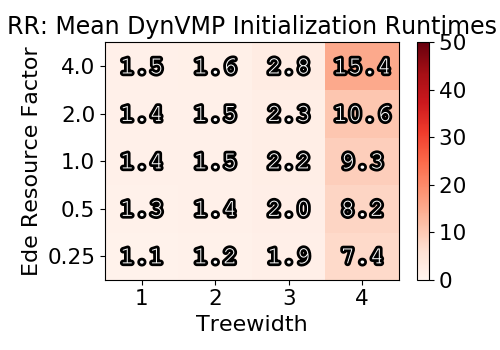 RR: Mean DynVMP Initialization Runtimes
Ede Resource Factor
4.0 1.5 1.6 2.8 15.4
2.0 1.4 1.5 2.3 10.6
1.0 1.4 1.5 2.2 9.3
0.5 1.3 1.4 2.0 8.2
0.25 1.1 1.2 1.9 7.4
1 2 3 4
Treewidth
50
40
30
20
10
0